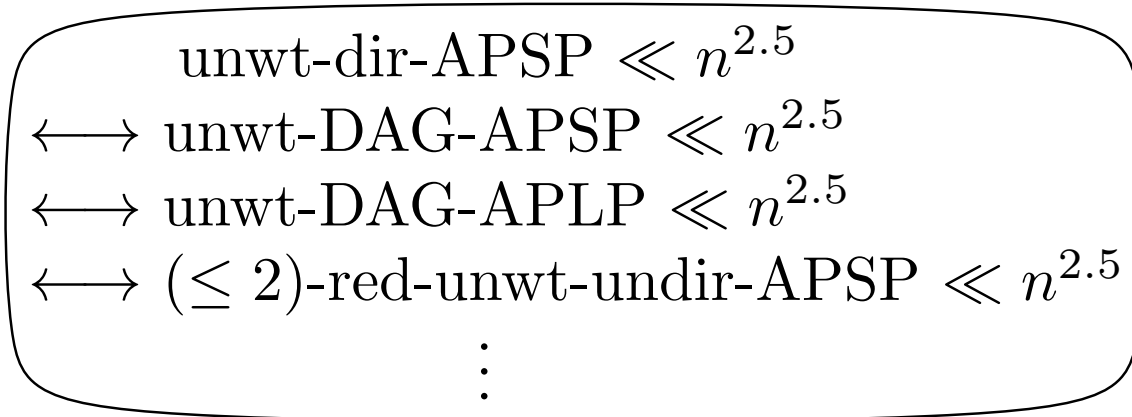 unwt-dir-APSP ≪ n^{2.5}
⟷ unwt-DAG-APSP ≪ n^{2.5}
⟷ unwt-DAG-APLP ≪ n^{2.5}
⟷ (≤ 2)-red-unwt-undir-APSP ≪ n^{2.5}
⋮